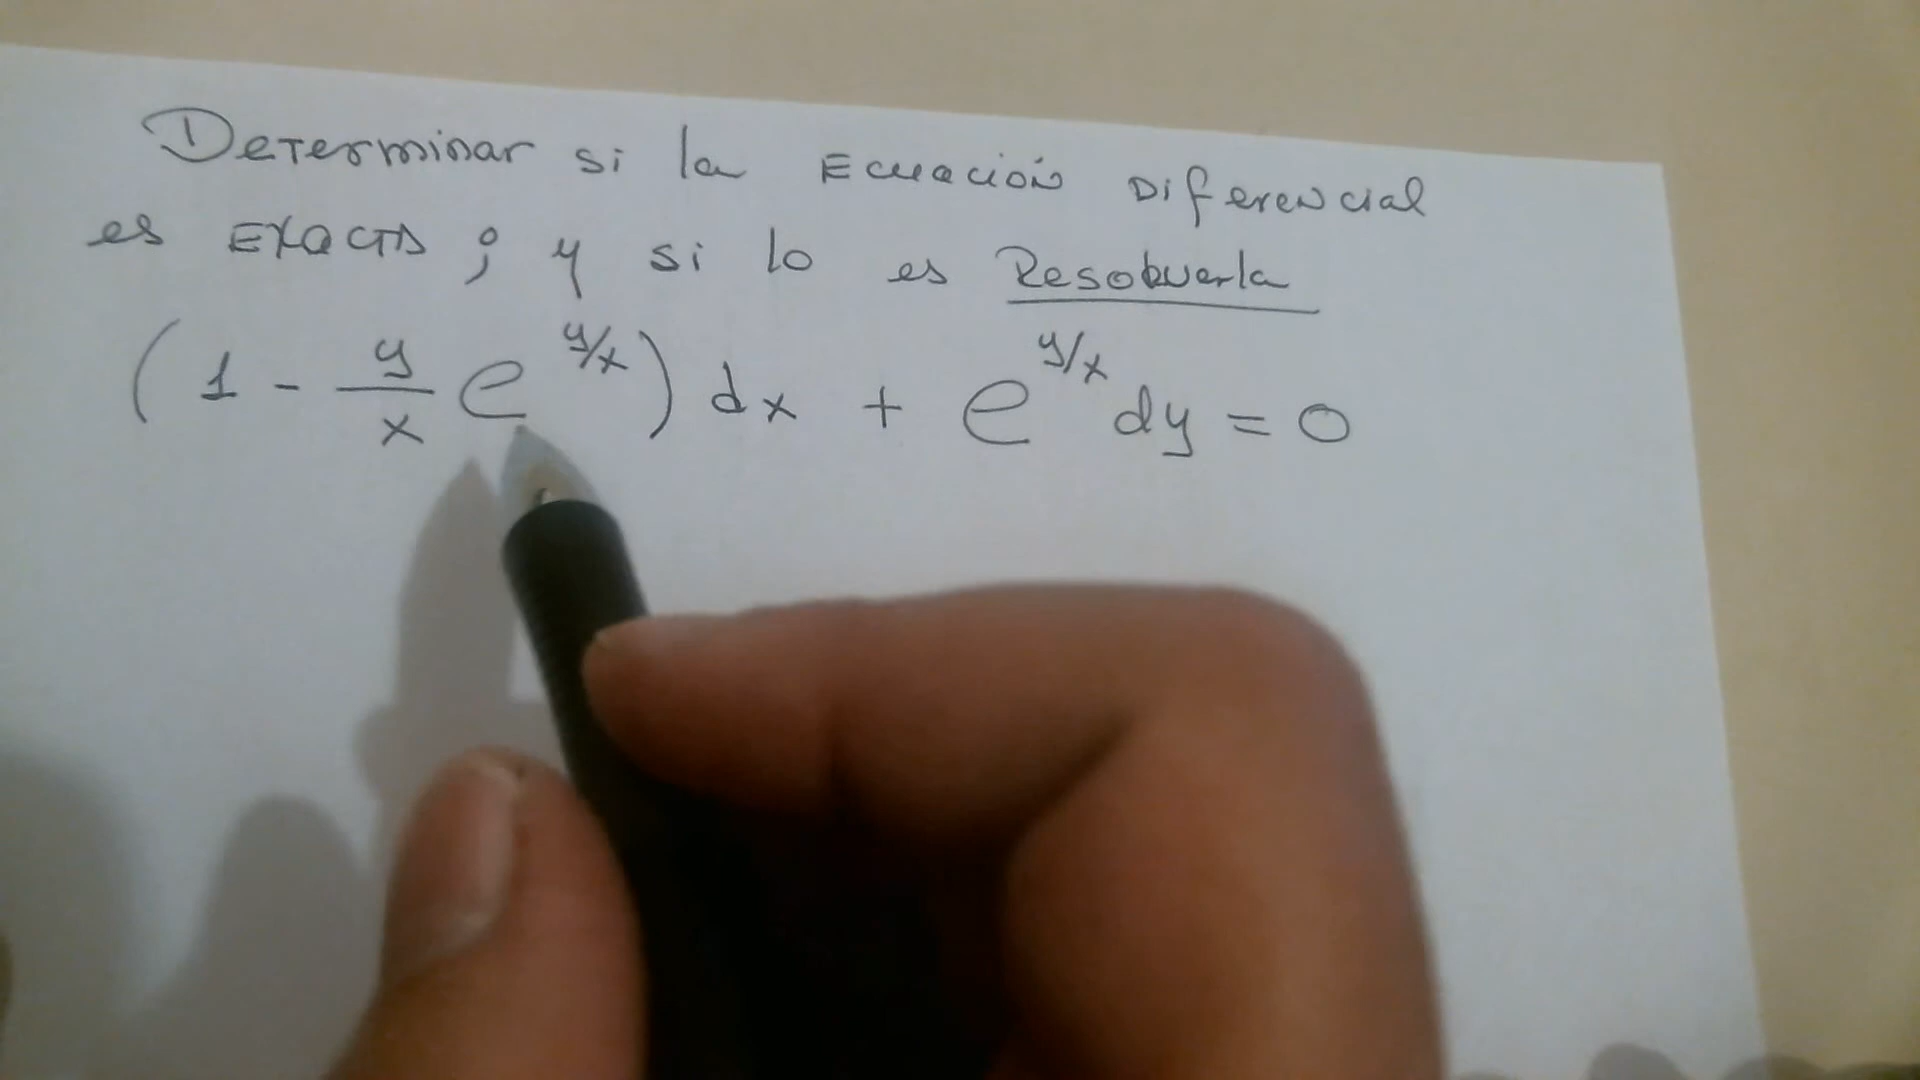 Determinar si la Ecuación Diferencial
es Exacta; y si lo es Resolverla
(1 - y/x e^{y/x}) dx + e^{y/x} dy = 0